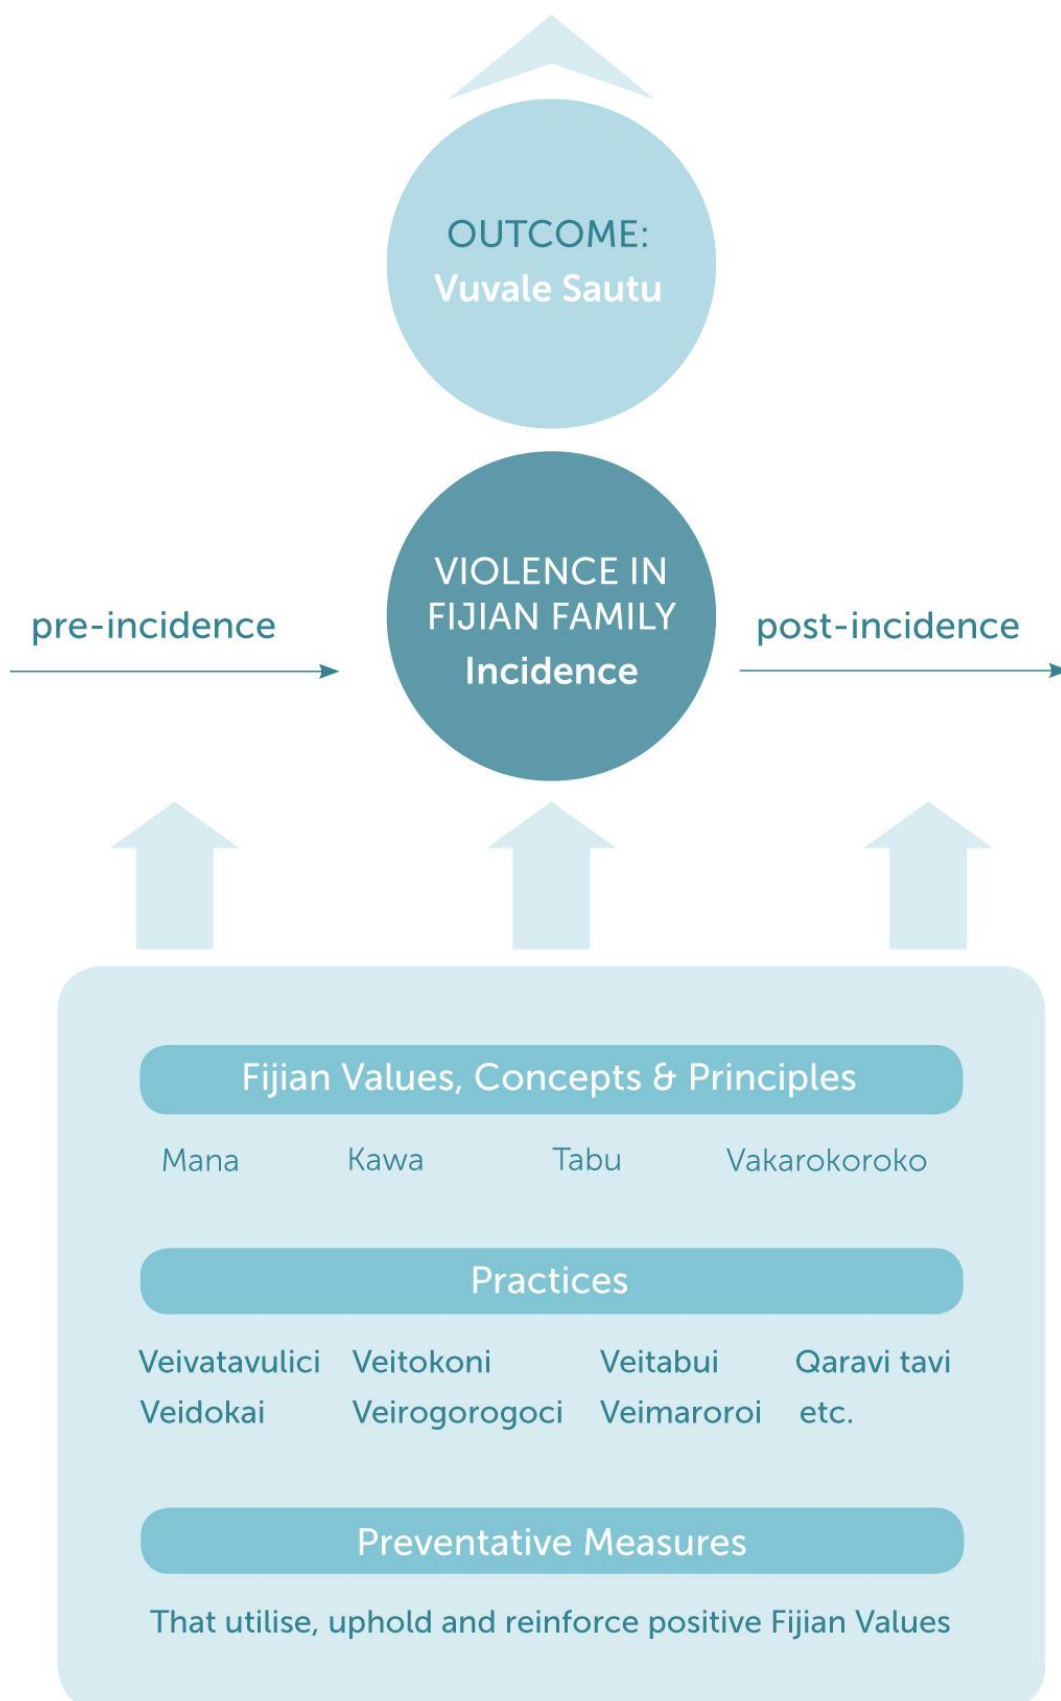 OUTCOME:
Vuvale Sautu
VIOLENCE IN
FIJIAN FAMILY
Incidence
pre-incidence
post-incidence
Fijian Values, Concepts & Principles
Mana Kawa Tabu Vakarokoroko
Practices
Veivatavulici Veitokoni Veitabui Qaravi tavi
Veidokai Veirogorogoci Veimaroroi etc.
Preventative Measures
That utilise, uphold and reinforce positive Fijian Values